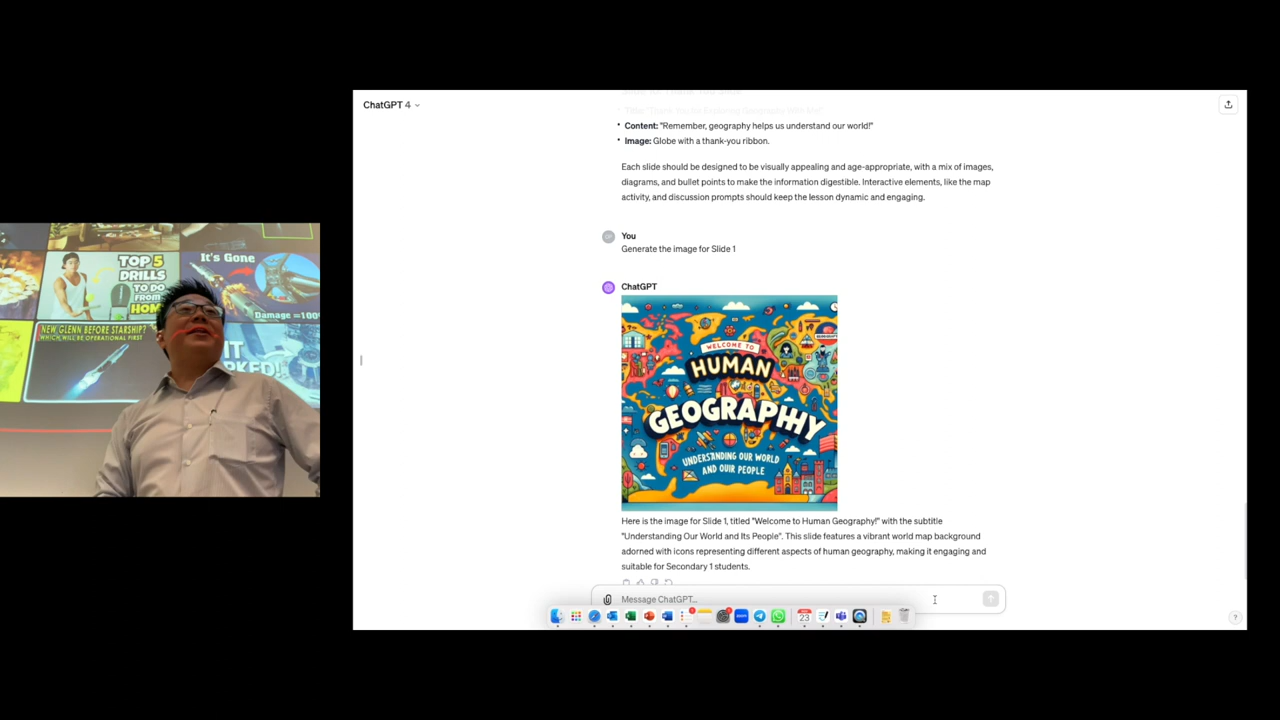 TOP 5
DRILLS
TO DO
FROM
HOM
It's Gone
Damage =100
NEW GLENN BEFORE STARSHIP?
WHICH WILL BE OPERATIONAL FIRST
IT
RKED!
ChatGPT 4
Content: "Remember, geography helps us understand our world!"
Image: Globe with a thank-you ribbon.
Each slide should be designed to be visually appealing and age-appropriate, with a mix of images,
diagrams, and bullet points to make the information digestible. Interactive elements, like the map
activity, and discussion prompts should keep the lesson dynamic and engaging.
You
Generate the image for Slide 1
ChatGPT
WELCOME TO
HUMAN
GEOGRAPHHY
UNDERSTANDING OUR WORLD
AND OUIR PEOPLE
Here is the image for Slide 1, titled "Welcome to Human Geography!" with the subtitle
"Understanding Our World and Its People". This slide features a vibrant world map background
adorned with icons representing different aspects of human geography, making it engaging and
suitable for Secondary 1 students.
Message ChatGPT...
23
?